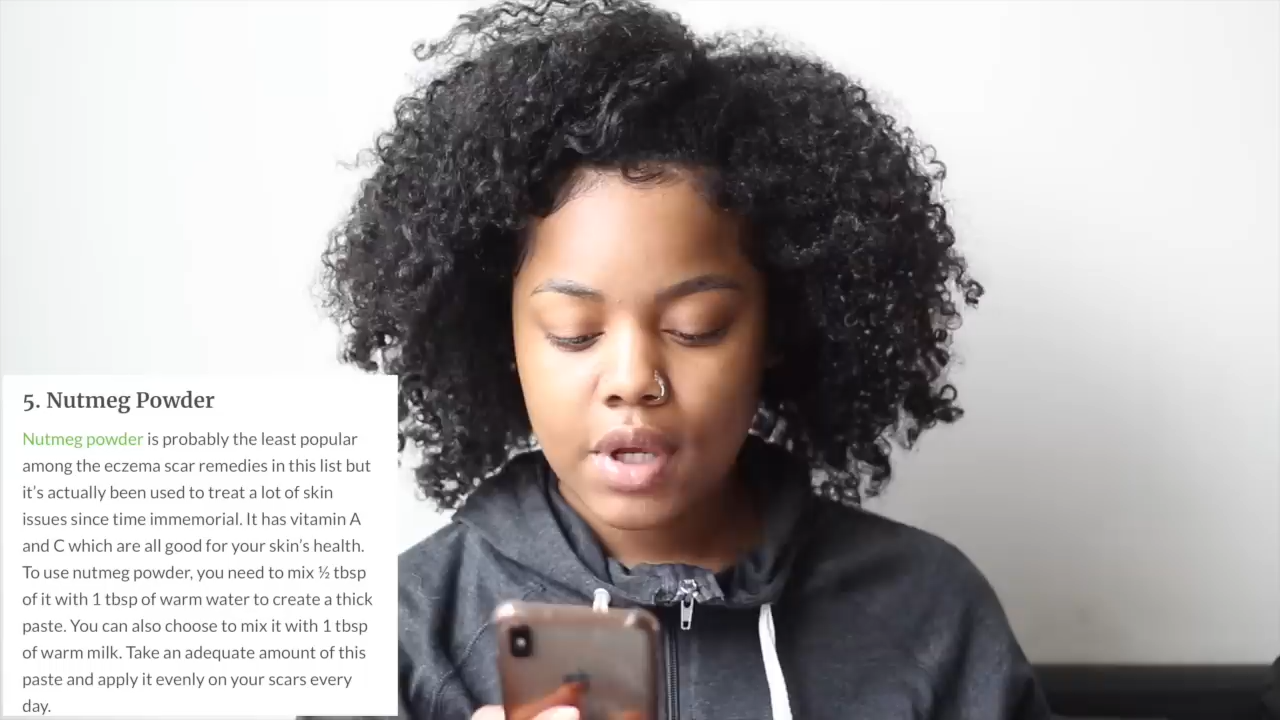 5. Nutmeg Powder
Nutmeg powder is probably the least popular
among the eczema scar remedies in this list but
it's actually been used to treat a lot of skin
issues since time immemorial. It has vitamin A
and C which are all good for your skin's health.
To use nutmeg powder, you need to mix ½ tbsp
of it with 1 tbsp of warm water to create a thick
paste. You can also choose to mix it with 1 tbsp
of warm milk. Take an adequate amount of this
paste and apply it evenly on your scars every
day.